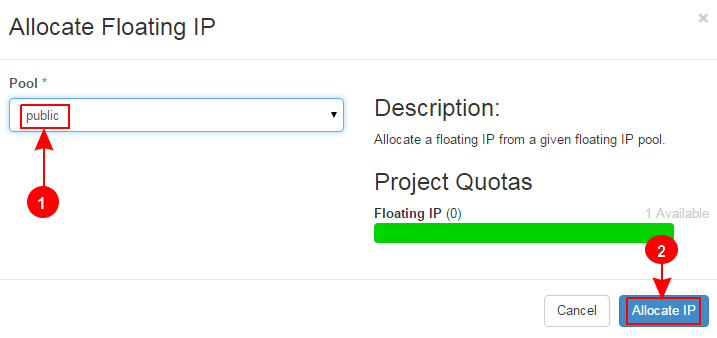 Allocate Floating IP
×
Pool *
public
1
Description:
Allocate a floating IP from a given floating IP pool.
Project Quotas
Floating IP (0)
1 Available
2
Cancel
Allocate IP